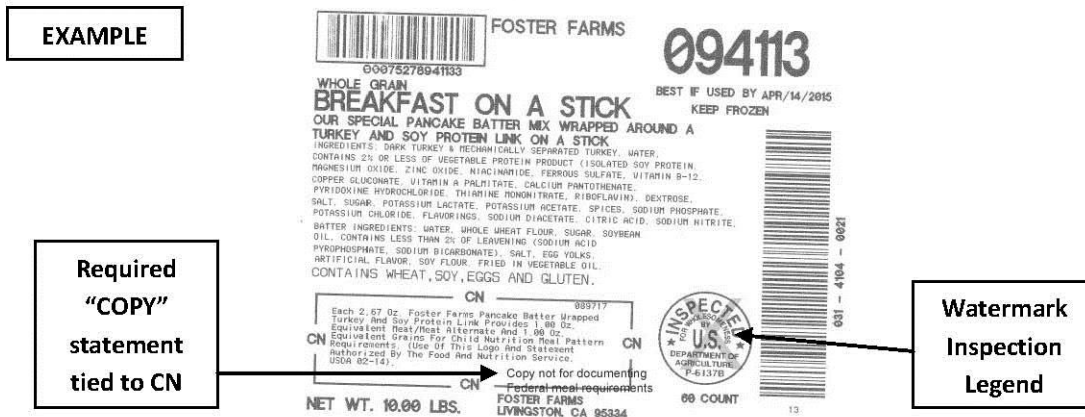 EXAMPLE
FOSTER FARMS
094113
00075278941133
BEST IF USED BY APR/14/2015
KEEP FROZEN
WHOLE GRAIN
BREAKFAST ON A STICK
OUR SPECIAL PANCAKE BATTER MIX WRAPPED AROUND A
TURKEY AND SOY PROTEIN LINK ON A STICK
INGREDIENTS: DARK TURKEY & MECHANICALLY SEPARATED TURKEY, WATER,
CONTAINS 2% OR LESS OF VEGETABLE PROTEIN PRODUCT (ISOLATED SOY PROTEIN,
MAGNESIUM OXIDE, ZINC OXIDE, NIACINAMIDE, FERROUS SULFATE, VITAMIN B-12,
COPPER GLUCONATE, VITAMIN A PALMITATE, CALCIUM PANTOTHENATE,
PYRIDOXINE HYDROCHLORIDE, THIAMINE MONONITRATE, RIBOFLAVIN), DEXTROSE,
SALT, SUGAR, POTASSIUM LACTATE, POTASSIUM ACETATE, SPICES, SODIUM PHOSPHATE,
POTASSIUM CHLORIDE, FLAVORINGS, SODIUM DIACETATE, CITRIC ACID, SODIUM NITRITE,
BATTER INGREDIENTS: WATER, WHOLE WHEAT FLOUR, SUGAR, SOYBEAN
OIL, CONTAINS LESS THAN 2% OF LEAVENING (SODIUM ACID
PYROPHOSPHATE, SODIUM BICARBONATE), SALT, EGG YOLKS,
ARTIFICIAL FLAVOR, SOY FLOUR. FRIED IN VEGETABLE OIL.
CONTAINS WHEAT,SOY,EGGS AND GLUTEN.
031 - 4104 - 0021
CN
089717
Each 2.67 Oz. Foster Farms Pancake Batter Wrapped
Turkey And Soy Protein Link Provides 1.00 Oz.
Equivalent Meat/Meat Alternate And 1.00 Oz.
Equivalent Grains For Child Nutrition Meal Pattern
Requirements. (Use Of This Logo And Statement
Authorized By The Food And Nutrition Service,
USDA 02-14).
CN
CN
CN
Copy not for documenting
Federal meal requirements
INSPECTED
FOR WHOLESOMENESS
BY
U.S.
DEPARTMENT OF
AGRICULTURE
P-6137B
NET WT. 10.00 LBS.
FOSTER FARMS
LIVINGSTON, CA 95334
60 COUNT
13
Required
“COPY”
statement
tied to CN
Watermark
Inspection
Legend